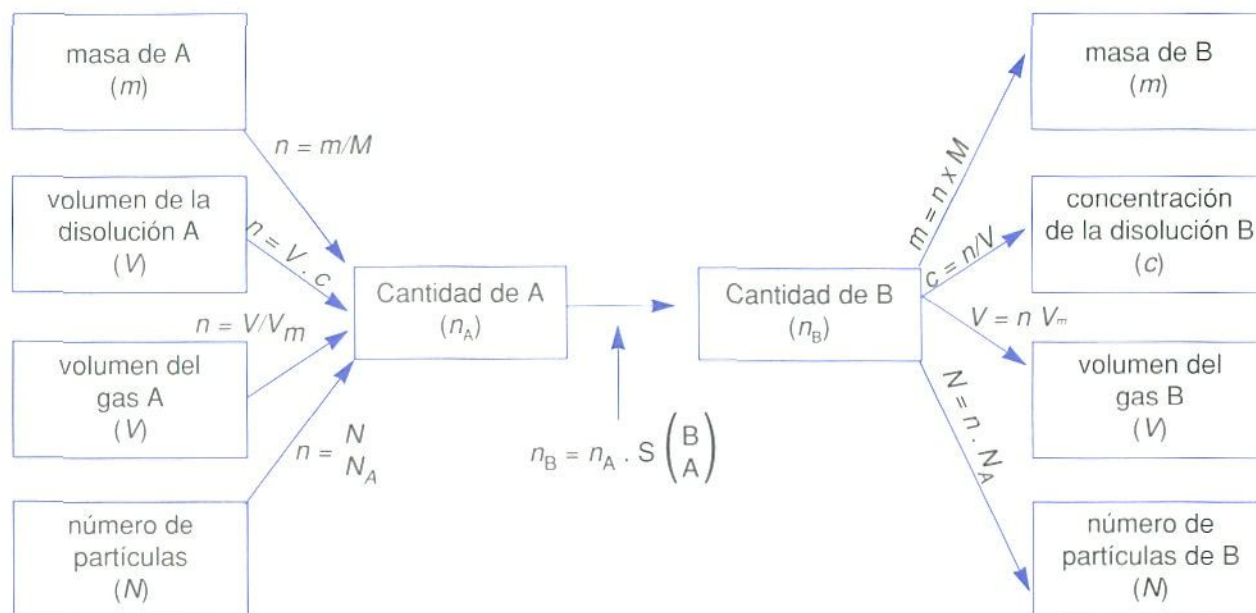 masa de A
(m)
n = m/M
volumen de la
disolución A
(V)
n = V . c
volumen del
gas A
(V)
n = V/Vm
número de
partículas
(N)
n = N
NA
Cantidad de A
(nA)
nB = nA . S (B
A)
Cantidad de B
(nB)
m = n x M
masa de B
(m)
c = n/V
concentración
de la disolución B
(c)
V = n Vm
volumen del
gas B
(V)
N = n . NA
número de
partículas de B
(N)